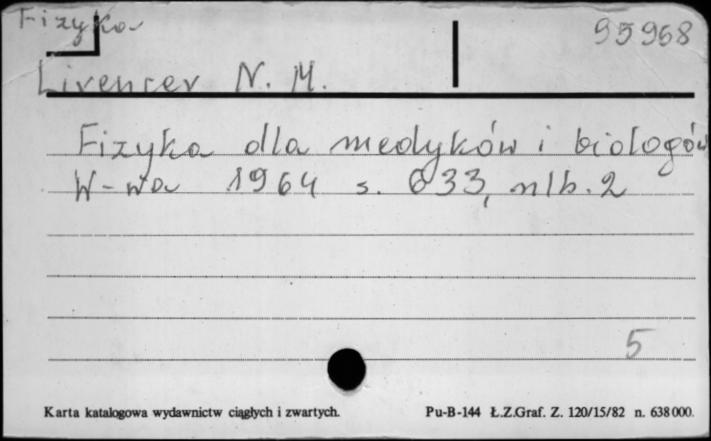 Fizyka
95968
Livencev N. M.
Fizyka dla medyków i biologów
W-wa 1964 s. 633, nlb. 2
5
Karta katalogowa wydawnictw ciągłych i zwartych.
Pu-B-144 Ł.Z.Graf. Z. 120/15/82 n. 638000.